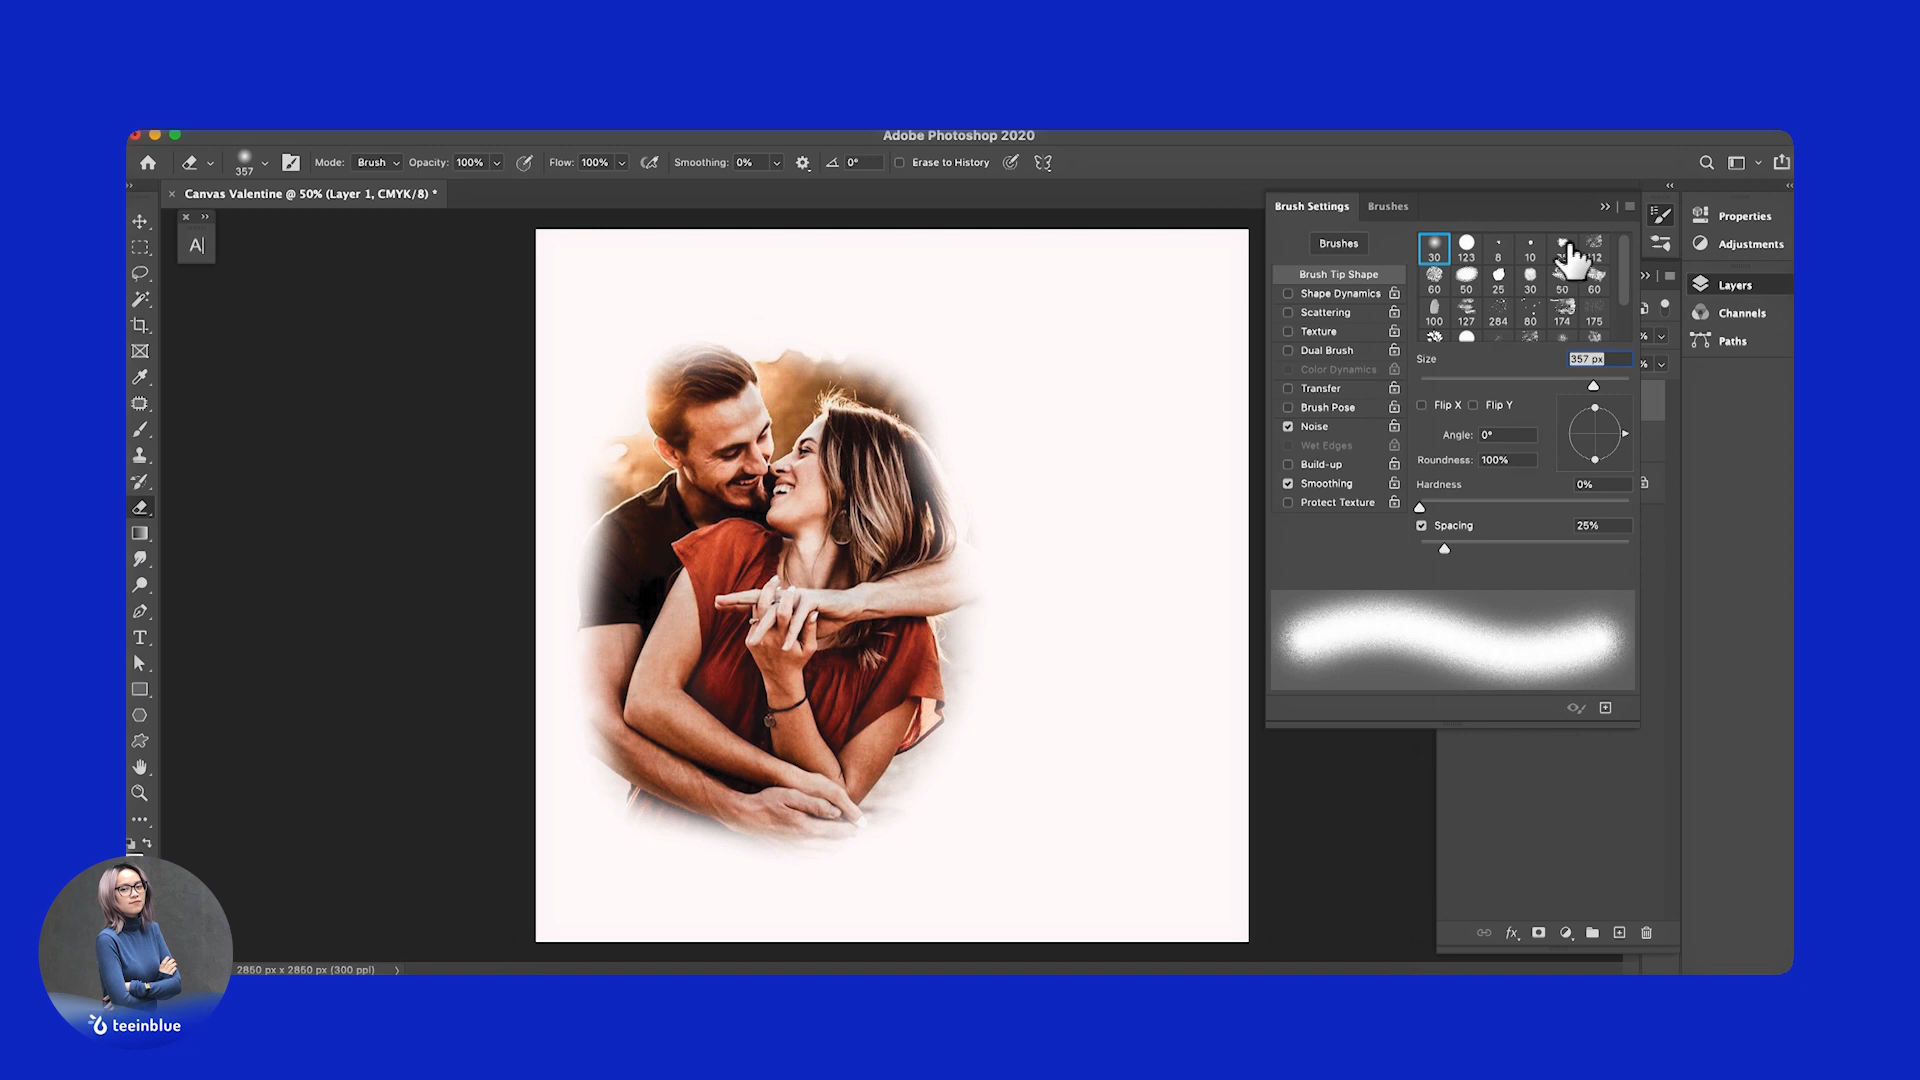 Adobe Photoshop 2020
357
Mode: Brush Opacity: 100% Flow: 100% Smoothing: 0% 0° Erase to History
× Canvas Valentine @ 50% (Layer 1, CMYK/8) *
A|
Brush Settings Brushes
Brushes
Brush Tip Shape
Shape Dynamics
Scattering
Texture
Dual Brush
Color Dynamics
Transfer
Brush Pose
Noise
Wet Edges
Build-up
Smoothing
Protect Texture
30 123 8 10
60 50 25 30 50 60
100 127 284 80 174 175
Size 357 px
Flip X Flip Y
Angle: 0°
Roundness: 100%
Hardness 0%
Spacing 25%
Properties
Adjustments
Layers
Channels
Paths
fx
2850 px x 2850 px (300 ppi)
teeinblue